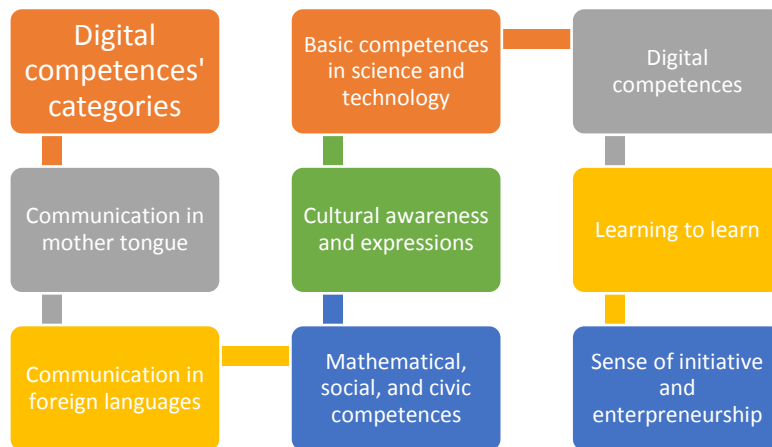 Digital
competences'
categories
Communication in
mother tongue
Communication in
foreign languages
Mathematical,
social, and civic
competences
Cultural awareness
and expressions
Basic competences
in science and
technology
Digital
competences
Learning to learn
Sense of initiative
and
enterpreneurship